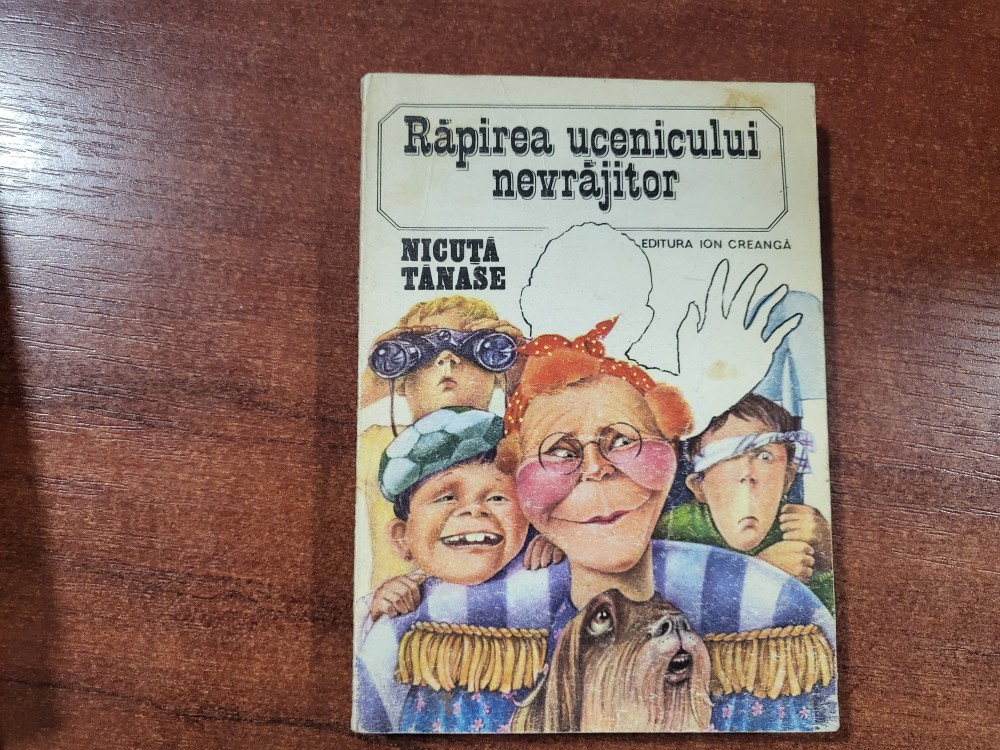 Răpirea ucenicului
nevrăjitor
NICUȚĂ
TĂNASE
EDITURA ION CREANGĂ